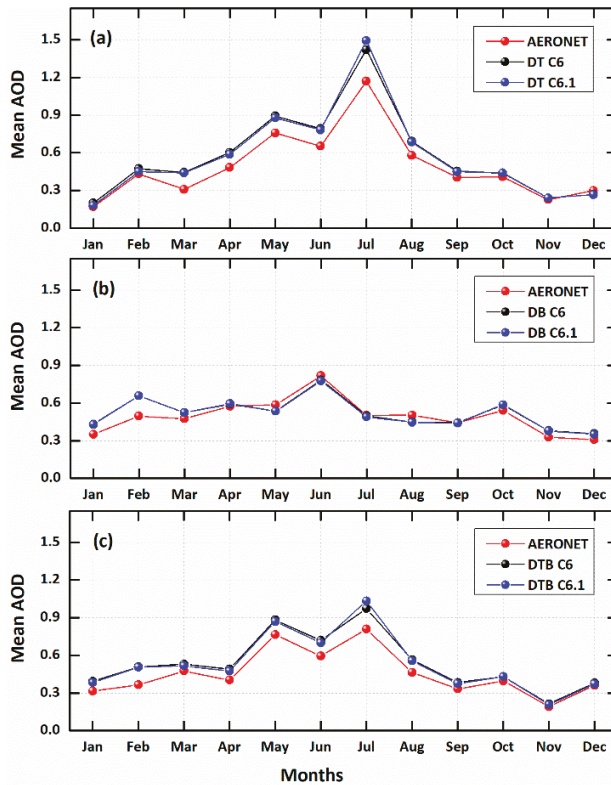 (a)
AERONET
DT C6
DT C6.1
Mean AOD
1.5
1.2
0.9
0.6
0.3
0.0
Jan Feb Mar Apr May Jun Jul Aug Sep Oct Nov Dec
(b)
AERONET
DB C6
DB C6.1
Mean AOD
1.5
1.2
0.9
0.6
0.3
0.0
Jan Feb Mar Apr May Jun Jul Aug Sep Oct Nov Dec
(c)
AERONET
DTB C6
DTB C6.1
Mean AOD
1.5
1.2
0.9
0.6
0.3
0.0
Jan Feb Mar Apr May Jun Jul Aug Sep Oct Nov Dec
Months